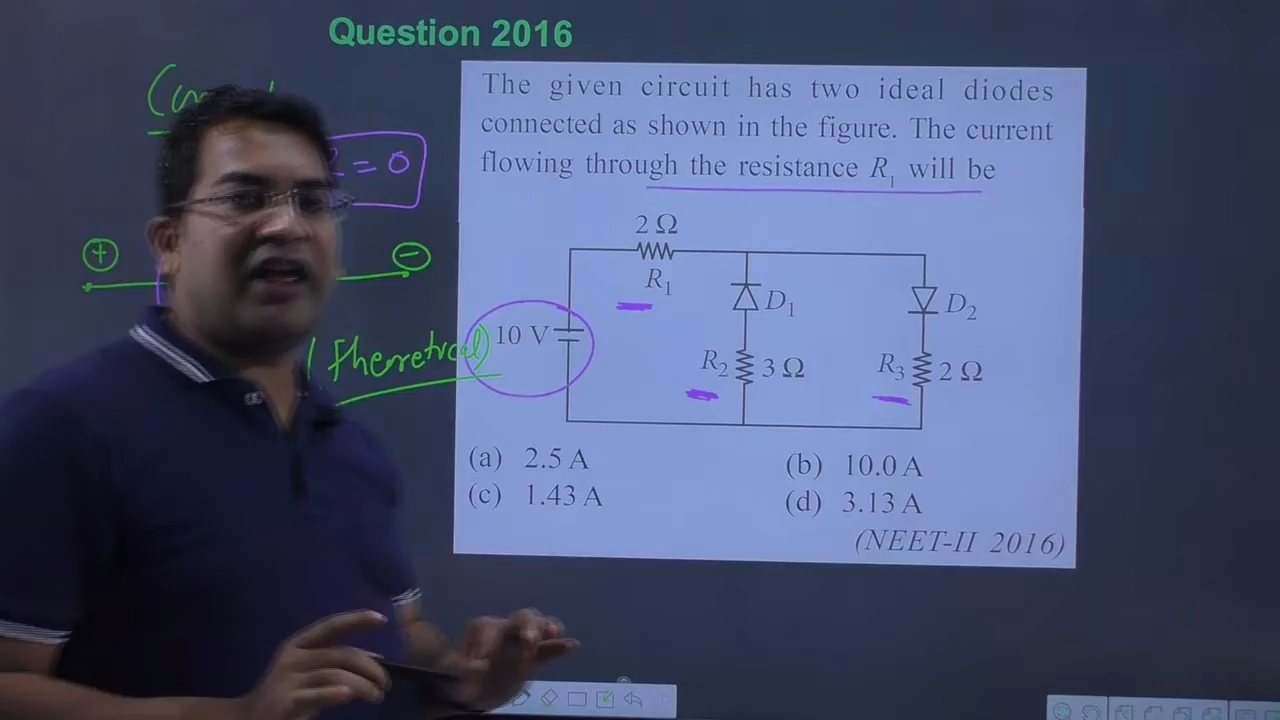 Question 2016
The given circuit has two ideal diodes
connected as shown in the figure. The current
flowing through the resistance R₁ will be
= 0
+
−
(Theoretical)
2 Ω
R₁
10 V
D₁
D₂
R₂ 3 Ω
R₃ 2 Ω
(a) 2.5 A
(b) 10.0 A
(c) 1.43 A
(d) 3.13 A
(NEET-II 2016)